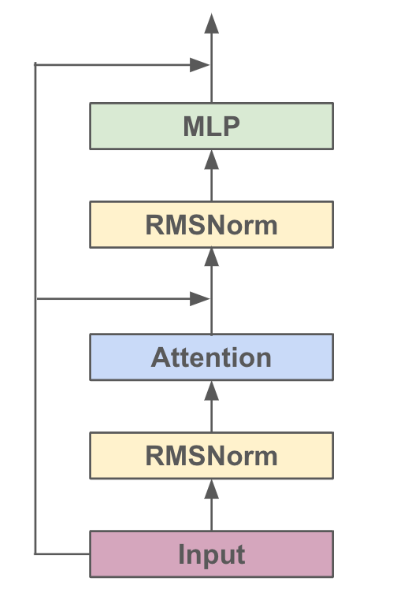 MLP
RMSNorm
Attention
RMSNorm
Input